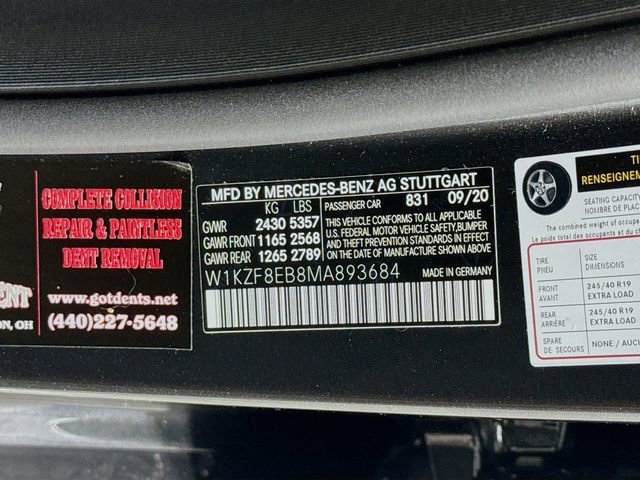 COMPLETE COLLISION
REPAIR & PAINTLESS
DENT REMOVAL
www.gotdents.net
(440)227-5648
ON, OH
MFD BY MERCEDES-BENZ AG STUTTGART
KG LBS PASSENGER CAR 831 09/20
GVWR 2430 5357
GAWR FRONT 1165 2568
GAWR REAR 1265 2789
THIS VEHICLE CONFORMS TO ALL APPLICABLE
U.S. FEDERAL MOTOR VEHICLE SAFETY, BUMPER
AND THEFT PREVENTION STANDARDS IN EFFECT
ON THE DATE OF MANUFACTURE SHOWN ABOVE.
W1KZF8EB8MA893684 MADE IN GERMANY
TI
RENSEIGNEM
SEATING CAPACITY
NOMBRE DE PLAC
The combined weight of occupants
Le poids total des occupants et du c
TIRE
PNEU
SIZE
DIMENSIONS
FRONT
AVANT
245/40 R19
EXTRA LOAD
REAR
ARRIÈRE
245/40 R19
EXTRA LOAD
SPARE
DE SECOURS
NONE / AUCU